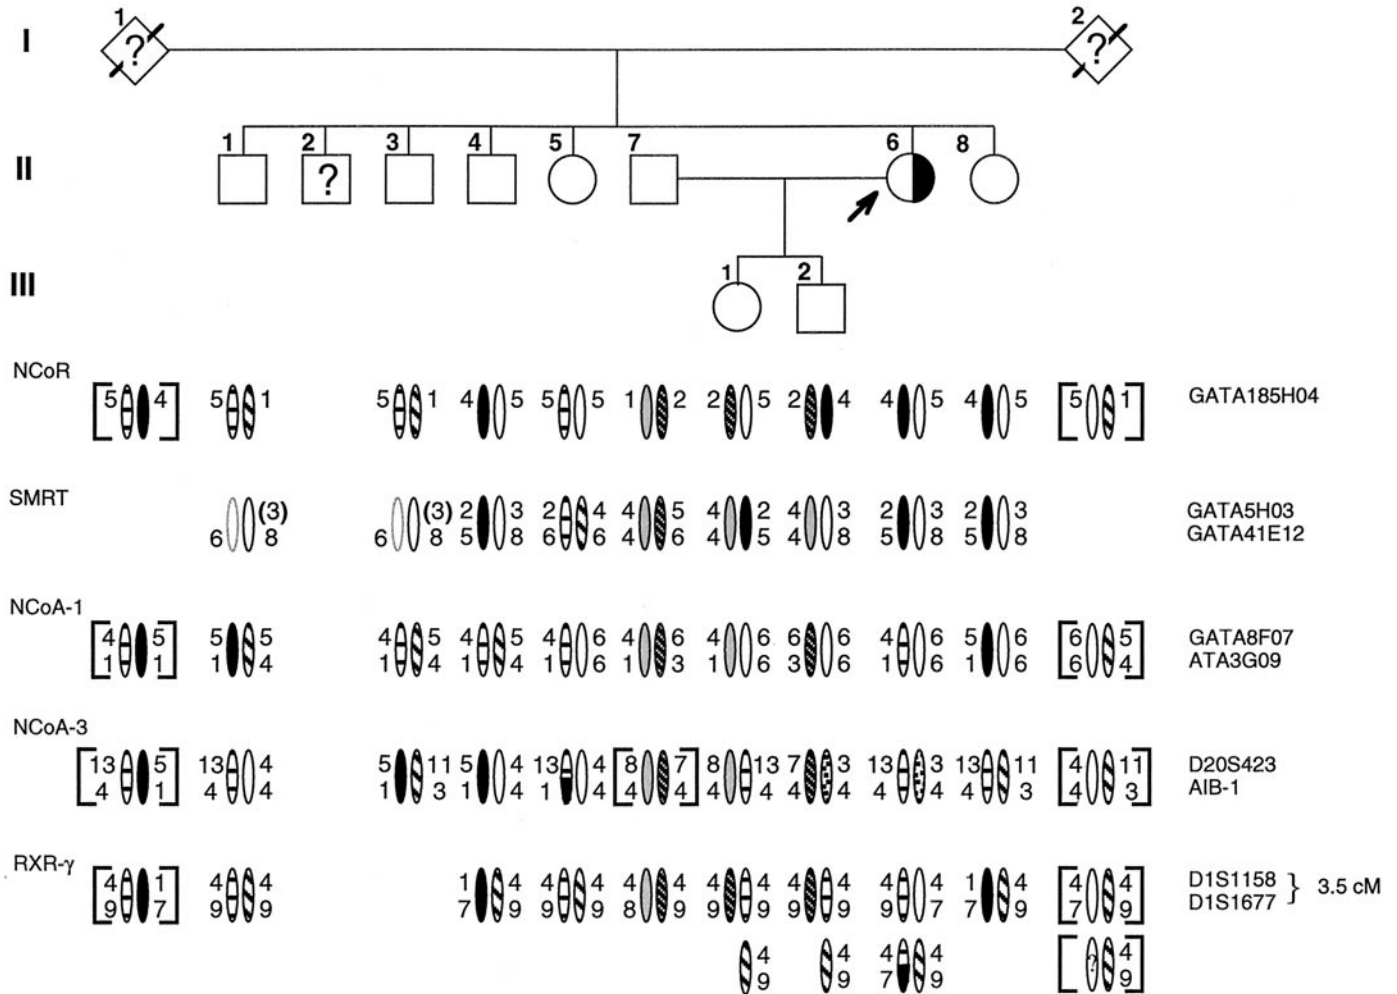 1 2
I ? ?
1 2 3 4 5 7 6 8
II ?
1 2
III
NCoR
[5 4] 5 1 5 1 4 5 5 5 1 2 2 5 2 4 4 5 4 5 [5 1] GATA185H04
SMRT
(3) (3) 2 3 2 4 4 5 4 2 4 3 2 3 2 3 GATA5H03
6 8 6 8 5 8 6 6 4 6 4 5 4 8 5 8 5 8 GATA41E12
NCoA-1
4 5 5 5 4 5 4 5 4 6 4 6 4 6 6 6 4 6 5 6 6 5 GATA8F07
1 1 1 4 1 4 1 4 1 6 1 3 1 6 3 6 1 6 1 6 6 4 ATA3G09
NCoA-3
13 5 13 4 5 11 5 4 13 4 8 7 8 13 7 3 13 3 13 11 4 11 D20S423
4 1 4 4 1 3 1 4 1 4 4 4 4 4 4 4 4 4 4 3 4 3 AIB-1
RXR-γ
4 1 4 4 1 4 4 4 4 4 4 4 4 4 4 4 1 4 4 4 D1S1158
9 7 9 9 7 9 9 9 8 9 9 9 9 9 9 7 7 9 7 9 D1S1677
} 3.5 cM
4 4 4 4 4
? 
9 9 7 9 9